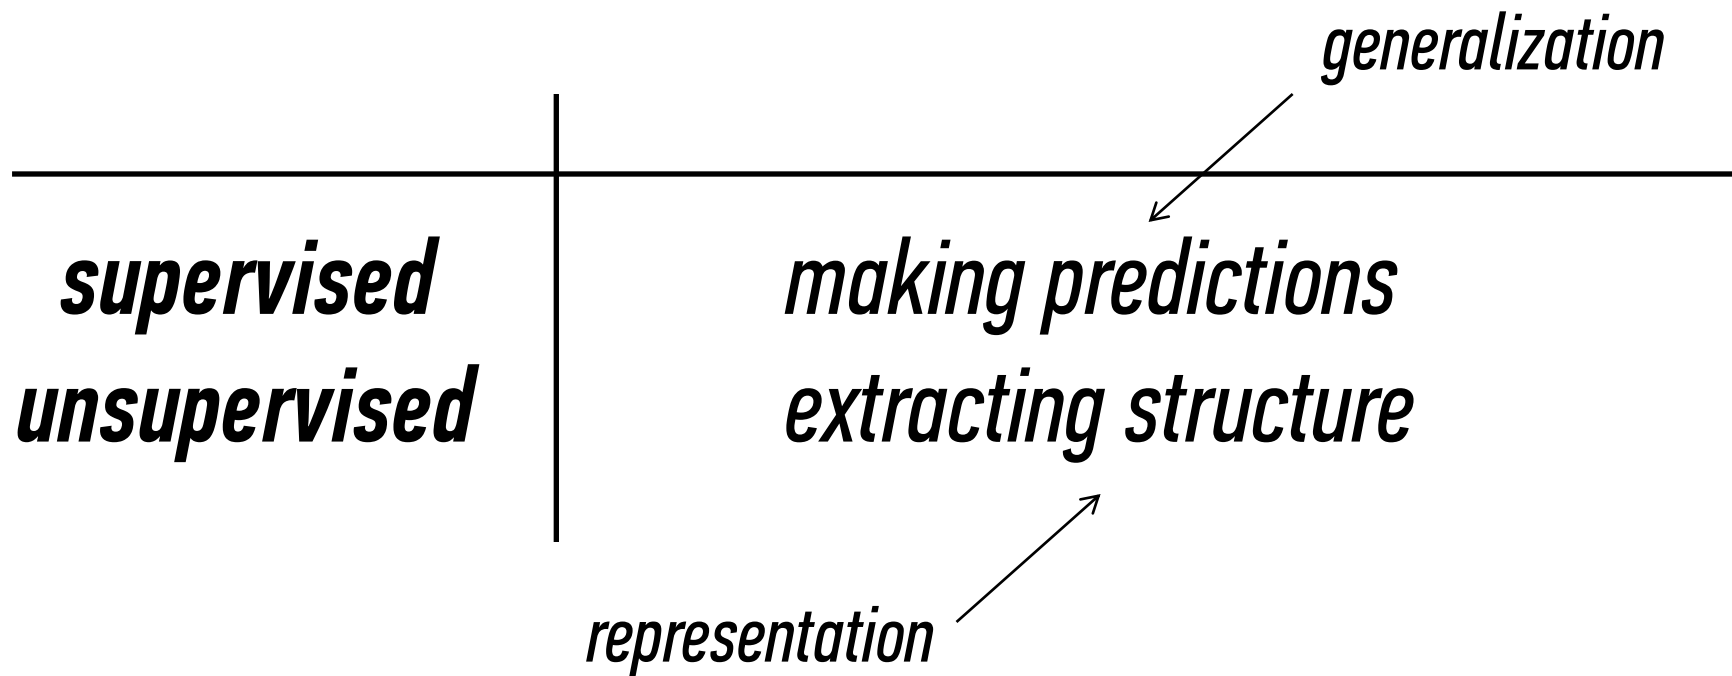 generalization
supervised making predictions
unsupervised extracting structure
representation